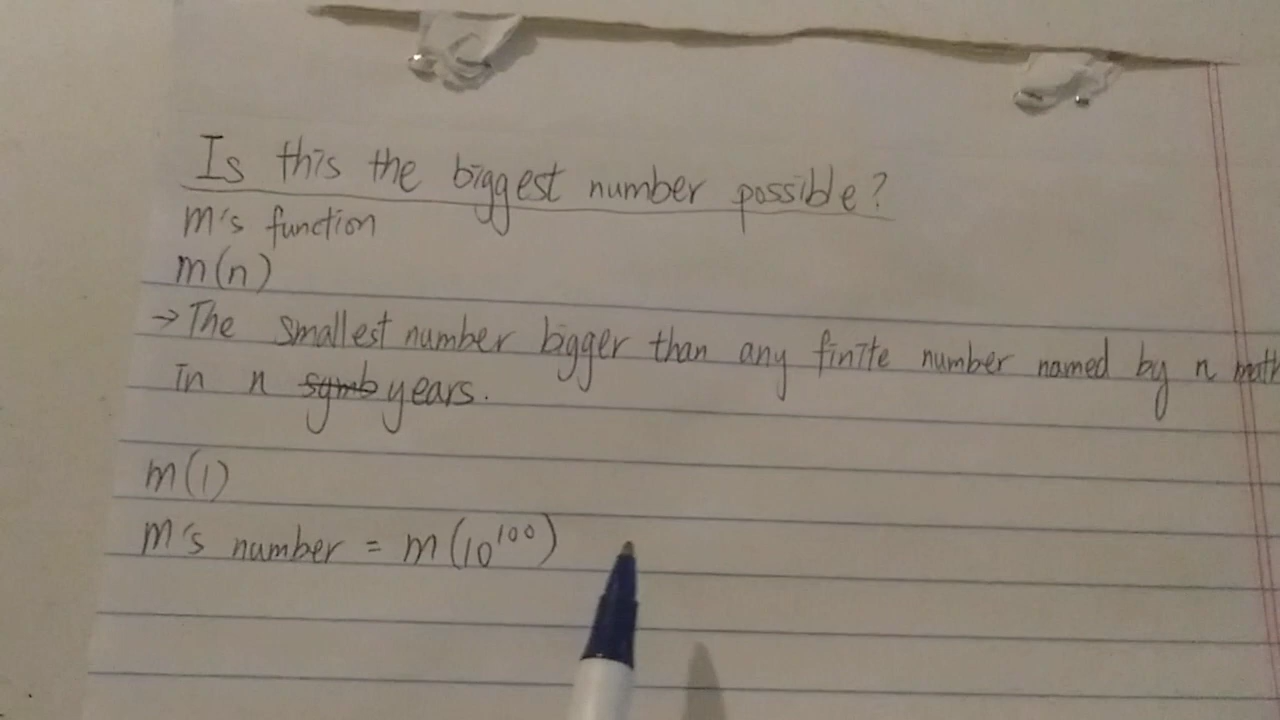 Is this the biggest number possible?
m's function
m(n)
→ The smallest number bigger than any finite number named by n math
in n symb years.
m(1)
m's number = m(10^100)